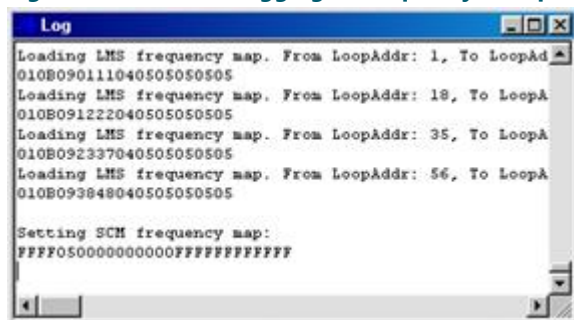 Log
Loading LMS frequency map. From LoopAddr: 1, To LoopAd
010B090111040505050505
Loading LMS frequency map. From LoopAddr: 18, To LoopA
010B091222040505050505
Loading LMS frequency map. From LoopAddr: 35, To LoopA
010B092337040505050505
Loading LMS frequency map. From LoopAddr: 56, To LoopA
010B093848040505050505
Setting SCM frequency map:
FFFF050000000000FFFFFFFFFFFF